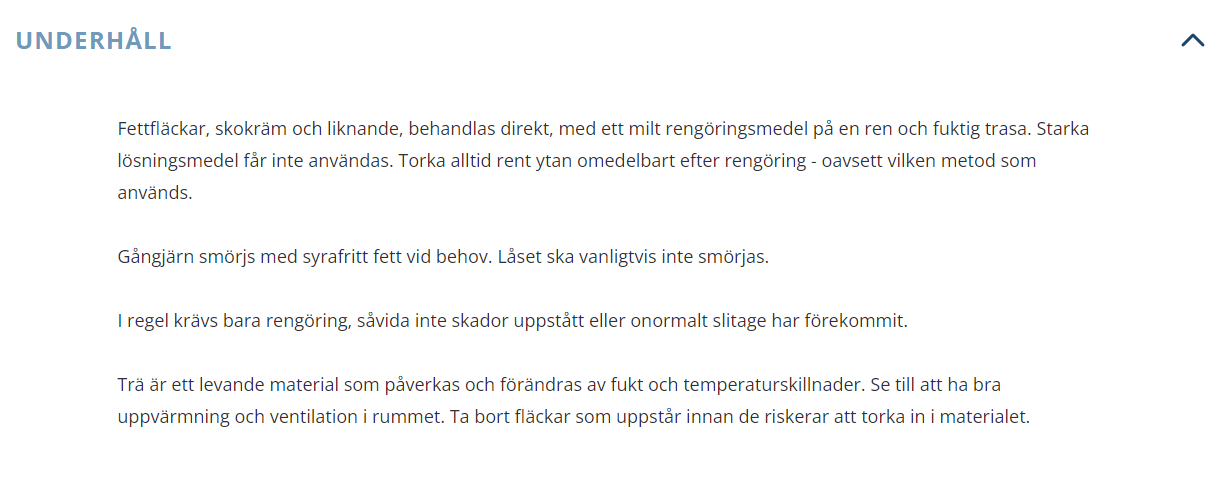 UNDERHÅLL
Fettfläckar, skokräm och liknande, behandlas direkt, med ett milt rengöringsmedel på en ren och fuktig trasa. Starka
lösningsmedel får inte användas. Torka alltid rent ytan omedelbart efter rengöring - oavsett vilken metod som
används.
Gångjärn smörjs med syrafritt fett vid behov. Låset ska vanligtvis inte smörjas.
I regel krävs bara rengöring, såvida inte skador uppstått eller onormalt slitage har förekommit.
Trä är ett levande material som påverkas och förändras av fukt och temperaturskillnader. Se till att ha bra
uppvärmning och ventilation i rummet. Ta bort fläckar som uppstår innan de riskerar att torka in i materialet.